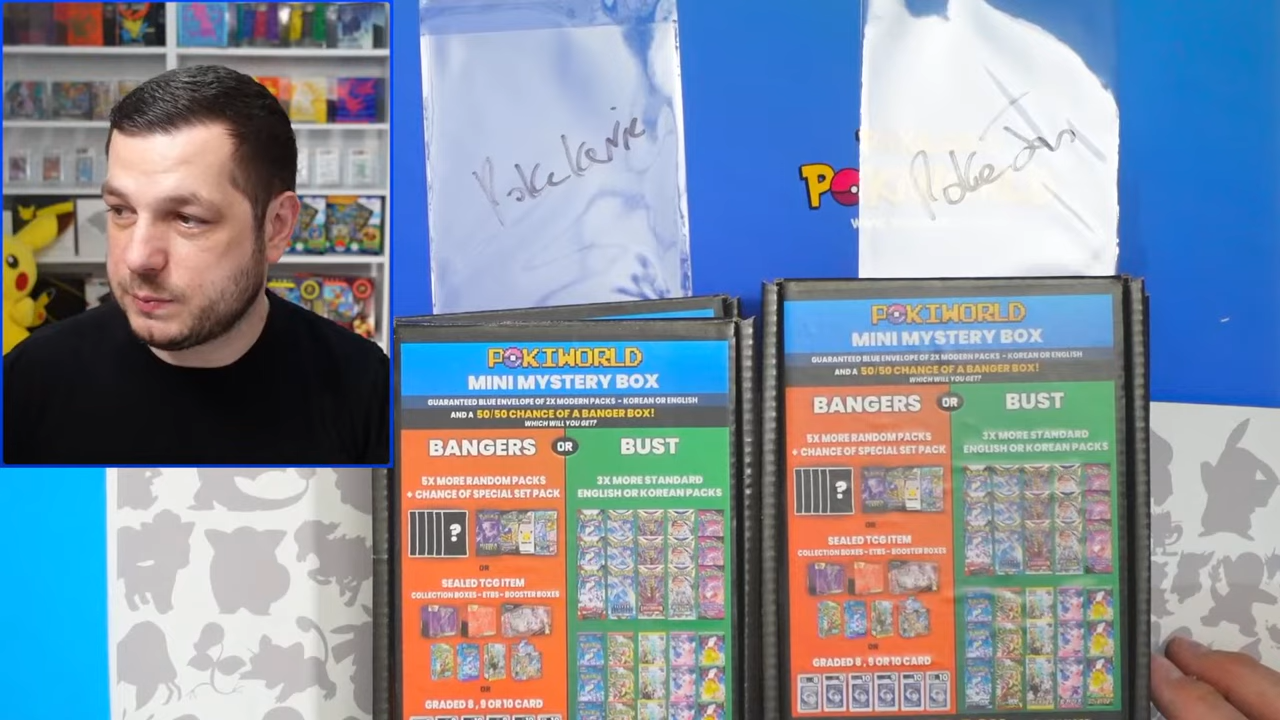 Pokekarie
Pokedan
POKIWORLD
MINI MYSTERY BOX
GUARANTEED BLUE ENVELOPE OF 2X MODERN PACKS - KOREAN OR ENGLISH
AND A 50/50 CHANCE OF A BANGER BOX!
WHICH WILL YOU GET?
BANGERS OR BUST
5X MORE RANDOM PACKS
+ CHANCE OF SPECIAL SET PACK
3X MORE STANDARD
ENGLISH OR KOREAN PACKS
?
OR
SEALED TCG ITEM
COLLECTION BOXES - ETBS - BOOSTER BOXES
OR
GRADED 8, 9 OR 10 CARD
POKIWORLD
MINI MYSTERY BOX
GUARANTEED BLUE ENVELOPE OF 2X MODERN PACKS - KOREAN OR ENGLISH
AND A 50/50 CHANCE OF A BANGER BOX!
WHICH WILL YOU GET?
BANGERS OR BUST
5X MORE RANDOM PACKS
+ CHANCE OF SPECIAL SET PACK
3X MORE STANDARD
ENGLISH OR KOREAN PACKS
?
OR
SEALED TCG ITEM
COLLECTION BOXES - ETBS - BOOSTER BOXES
OR
GRADED 8, 9 OR 10 CARD